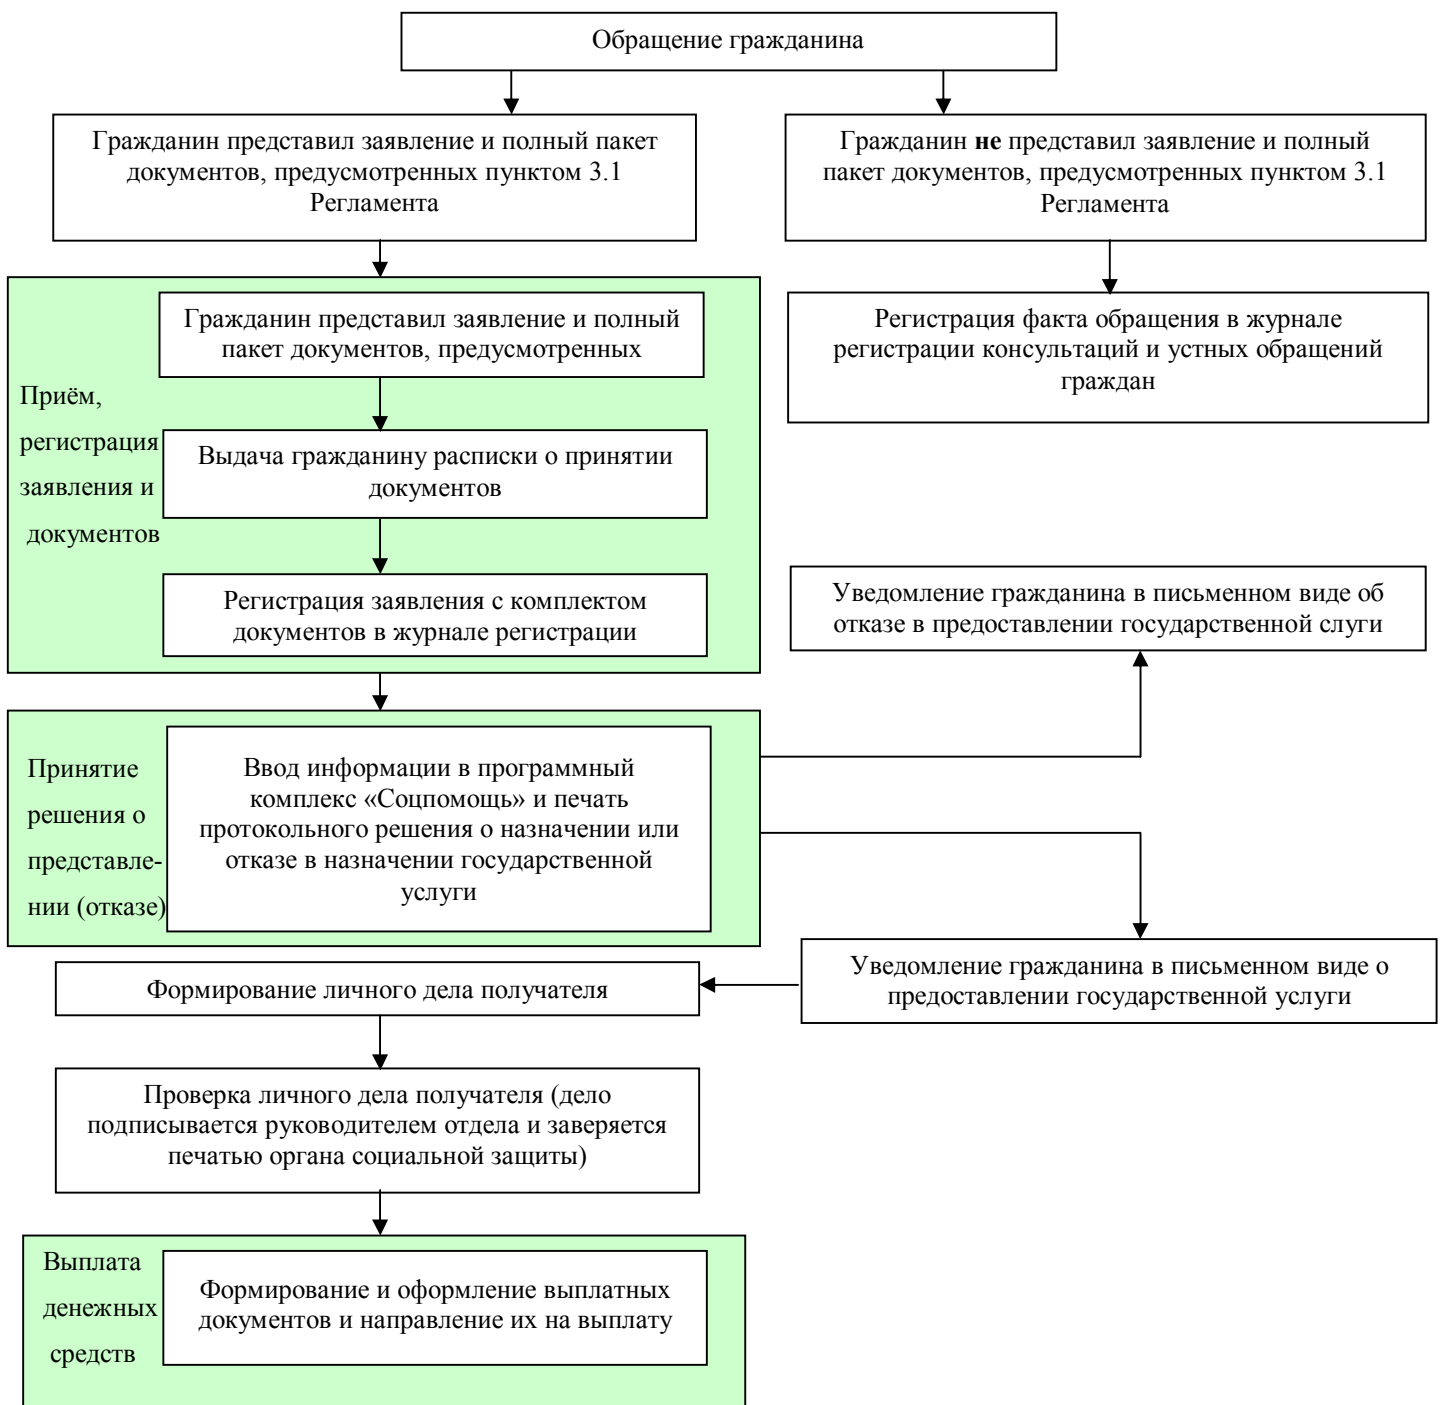 Обращение гражданина
Гражданин представил заявление и полный пакет
документов, предусмотренных пунктом 3.1
Регламента
Гражданин не представил заявление и полный
пакет документов, предусмотренных пунктом 3.1
Регламента
Приём,
регистрация
заявления и
документов
Гражданин представил заявление и полный
пакет документов, предусмотренных
Выдача гражданину расписки о принятии
документов
Регистрация заявления с комплектом
документов в журнале регистрации
Регистрация факта обращения в журнале
регистрации консультаций и устных обращений
граждан
Уведомление гражданина в письменном виде об
отказе в предоставлении государственной слуги
Принятие
решения о
представле-
нии (отказе)
Ввод информации в программный
комплекс «Соцпомощь» и печать
протокольного решения о назначении или
отказе в назначении государственной
услуги
Уведомление гражданина в письменном виде о
предоставлении государственной услуги
Формирование личного дела получателя
Проверка личного дела получателя (дело
подписывается руководителем отдела и заверяется
печатью органа социальной защиты)
Выплата
денежных
средств
Формирование и оформление выплатных
документов и направление их на выплату